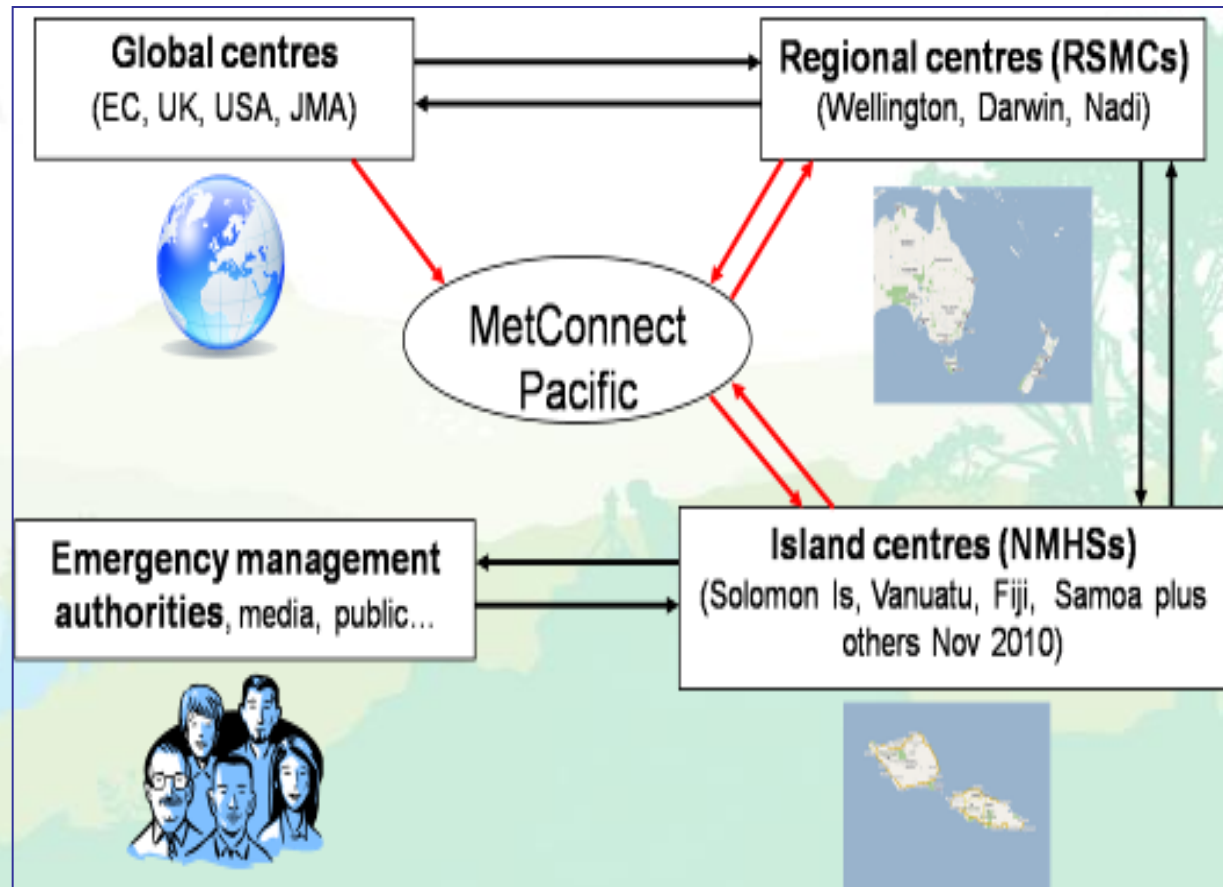 Global centres
(EC, UK, USA, JMA)
Regional centres (RSMCs)
(Wellington, Darwin, Nadi)
MetConnect
Pacific
Emergency management
authorities, media, public...
Island centres (NMHSs)
(Solomon Is, Vanuatu, Fiji, Samoa plus
others Nov 2010)